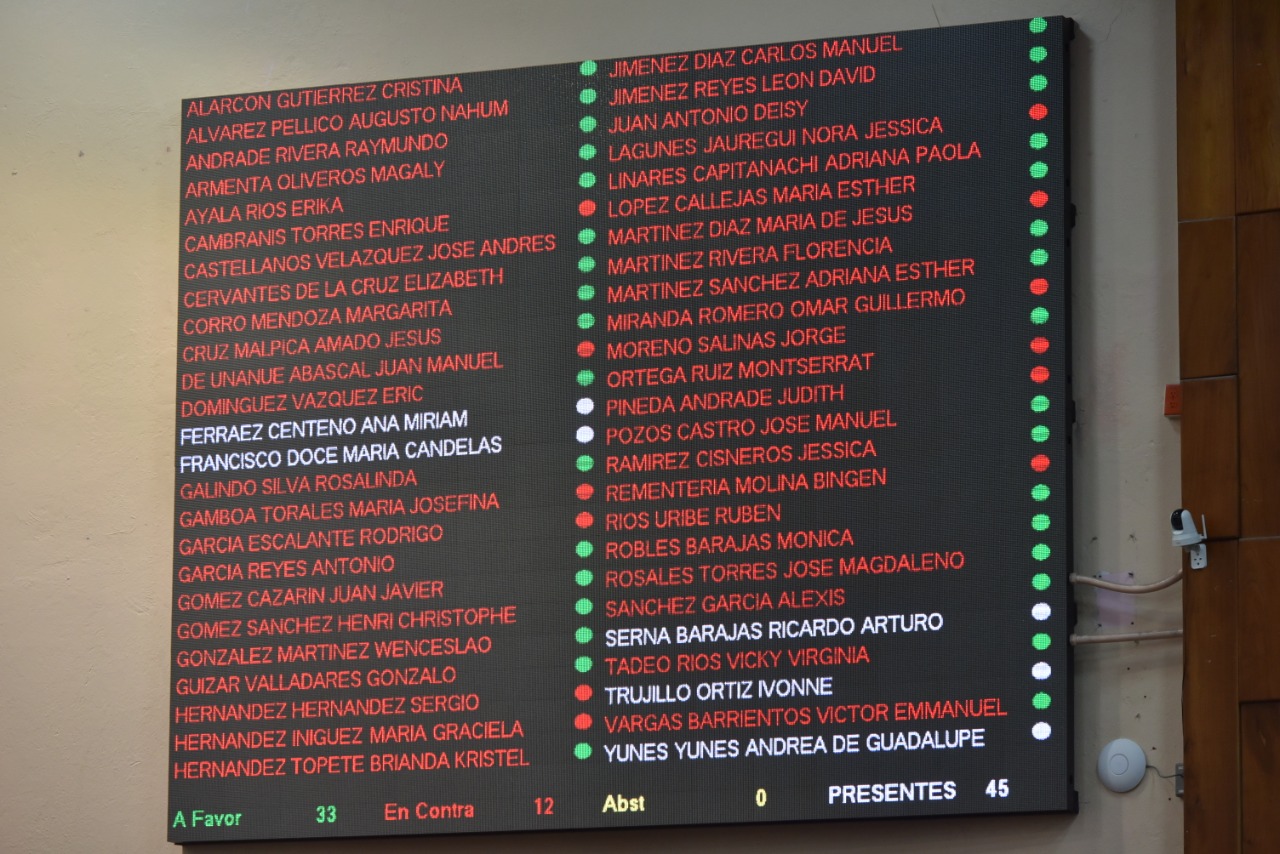 ALARCON GUTIERREZ CRISTINA
ALVAREZ PELLICO AUGUSTO NAHUM
ANDRADE RIVERA RAYMUNDO
ARMENTA OLIVEROS MAGALY
AYALA RIOS ERIKA
CAMBRANIS TORRES ENRIQUE
CASTELLANOS VELAZQUEZ JOSE ANDRES
CERVANTES DE LA CRUZ ELIZABETH
CORRO MENDOZA MARGARITA
CRUZ MALPICA AMADO JESUS
DE UNANUE ABASCAL JUAN MANUEL
DOMINGUEZ VAZQUEZ ERIC
FERRAEZ CENTENO ANA MIRIAM
FRANCISCO DOCE MARIA CANDELAS
GALINDO SILVA ROSALINDA
GAMBOA TORALES MARIA JOSEFINA
GARCIA ESCALANTE RODRIGO
GARCIA REYES ANTONIO
GOMEZ CAZARIN JUAN JAVIER
GOMEZ SANCHEZ HENRI CHRISTOPHE
GONZALEZ MARTINEZ WENCESLAO
GUIZAR VALLADARES GONZALO
HERNANDEZ HERNANDEZ SERGIO
HERNANDEZ INIGUEZ MARIA GRACIELA
HERNANDEZ TOPETE BRIANDA KRISTEL
JIMENEZ DIAZ CARLOS MANUEL
JIMENEZ REYES LEON DAVID
JUAN ANTONIO DEISY
LAGUNES JAUREGUI NORA JESSICA
LINARES CAPITANACHI ADRIANA PAOLA
LOPEZ CALLEJAS MARIA ESTHER
MARTINEZ DIAZ MARIA DE JESUS
MARTINEZ RIVERA FLORENCIA
MARTINEZ SANCHEZ ADRIANA ESTHER
MIRANDA ROMERO OMAR GUILLERMO
MORENO SALINAS JORGE
ORTEGA RUIZ MONTSERRAT
PINEDA ANDRADE JUDITH
POZOS CASTRO JOSE MANUEL
RAMIREZ CISNEROS JESSICA
REMENTERIA MOLINA BINGEN
RIOS URIBE RUBEN
ROBLES BARAJAS MONICA
ROSALES TORRES JOSE MAGDALENO
SANCHEZ GARCIA ALEXIS
SERNA BARAJAS RICARDO ARTURO
TADEO RIOS VICKY VIRGINIA
TRUJILLO ORTIZ IVONNE
VARGAS BARRIENTOS VICTOR EMMANUEL
YUNES YUNES ANDREA DE GUADALUPE
A Favor 33 En Contra 12 Abst 0 PRESENTES 45